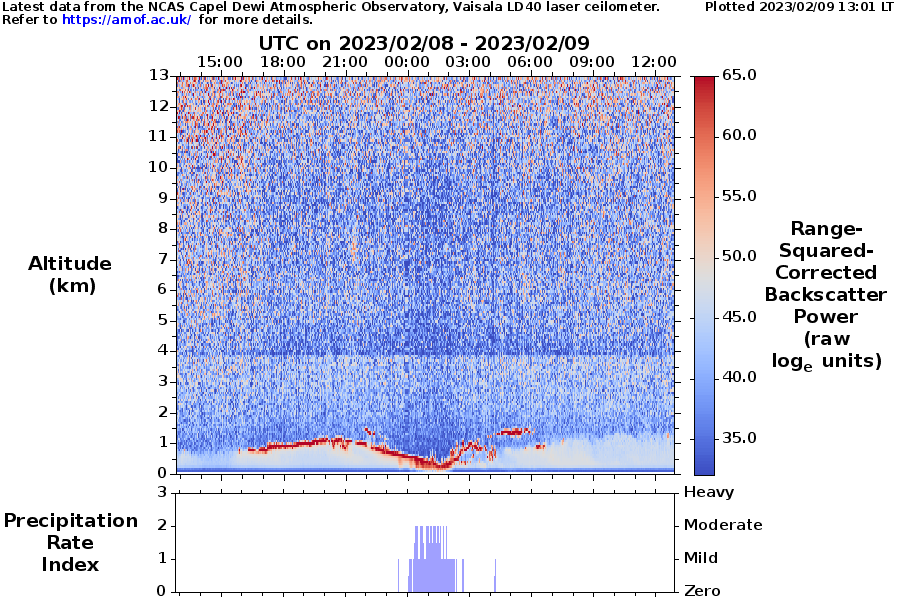 Latest data from the NCAS Capel Dewi Atmospheric Observatory, Vaisala LD40 laser ceilometer.
Plotted 2023/02/09 13:01 LT
Refer to https://amof.ac.uk/ for more details.
UTC on 2023/02/08 - 2023/02/09
15:00 18:00 21:00 00:00 03:00 06:00 09:00 12:00
13
12
11
10
9
8
7
6
5
4
3
2
1
0
Altitude
(km)
65.0
60.0
55.0
50.0
45.0
40.0
35.0
Range-
Squared-
Corrected
Backscatter
Power
(raw
loge units)
Precipitation
Rate
Index
3
2
1
0
Heavy
Moderate
Mild
Zero